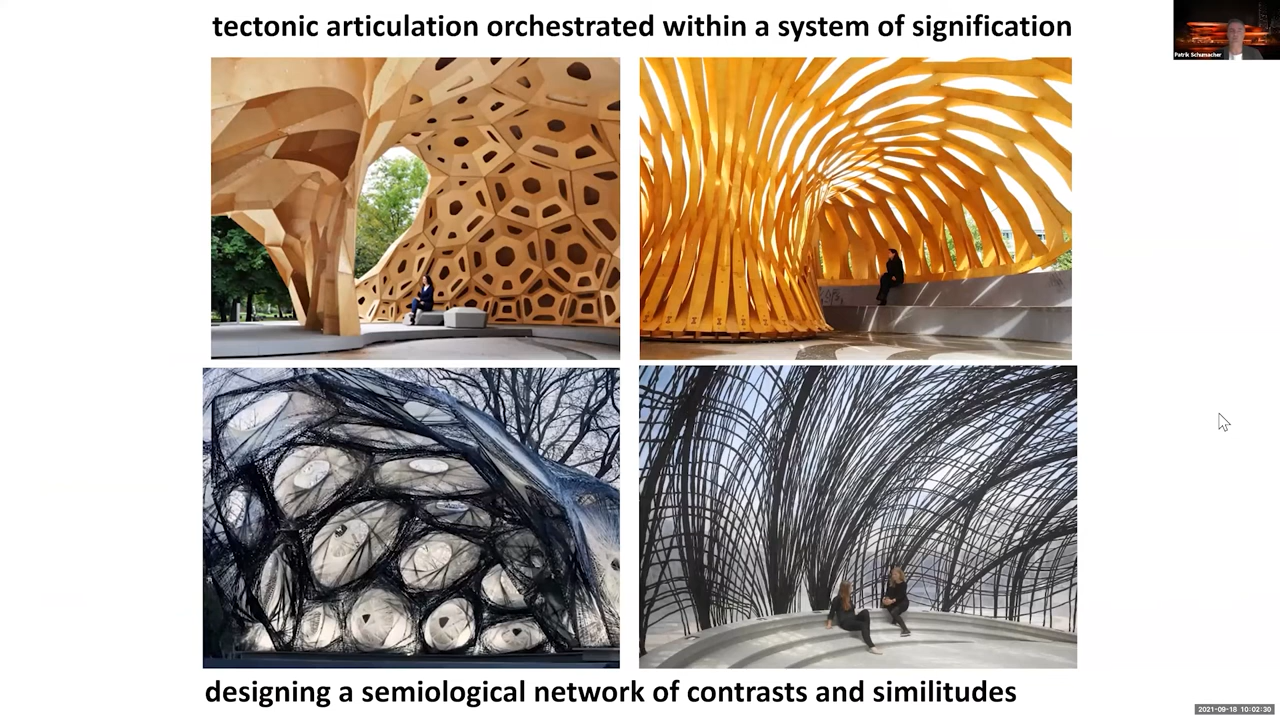 tectonic articulation orchestrated within a system of signification
Patrik Schumacher
designing a semiological network of contrasts and similitudes
2021-09-18 10:02:30